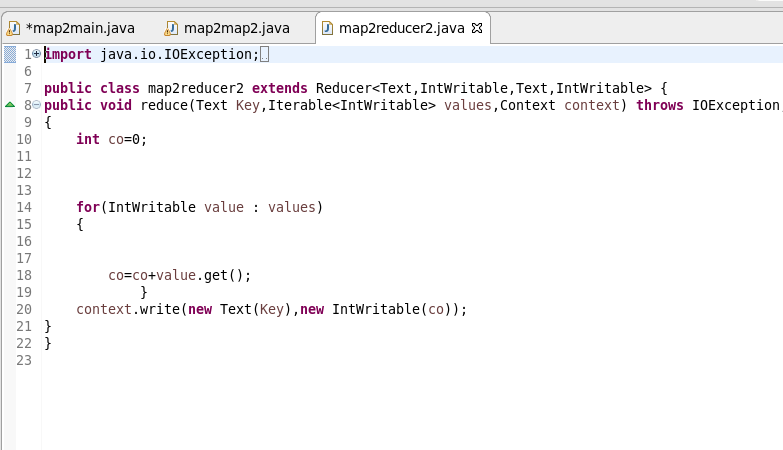 *map2main.java map2map2.java map2reducer2.java
1 import java.io.IOException;
6
7 public class map2reducer2 extends Reducer<Text,IntWritable,Text,IntWritable> {
8 public void reduce(Text Key,Iterable<IntWritable> values,Context context) throws IOException,
9 {
10 int co=0;
11
12
13
14 for(IntWritable value : values)
15 {
16
17
18 co=co+value.get();
19 }
20 context.write(new Text(Key),new IntWritable(co));
21 }
22 }
23